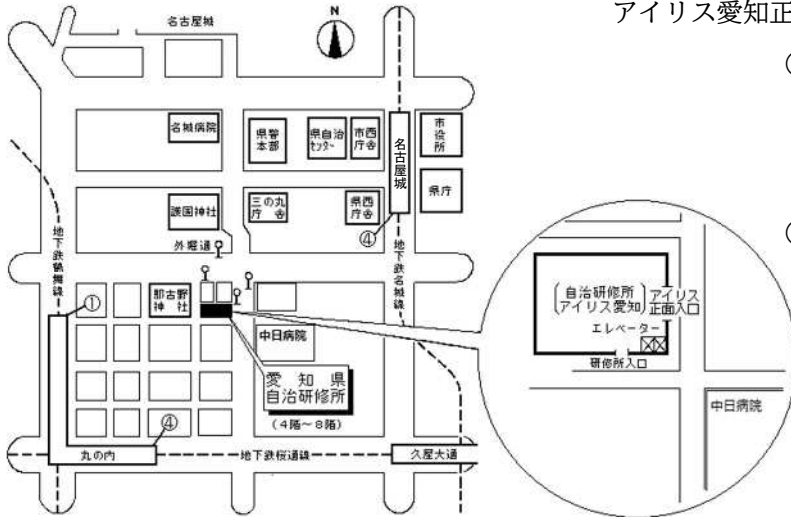 アイリス愛知正
名古屋城
N
名城病院
県警
本部
県自治
センター
市西
庁舎
名古屋城
市役所
県庁
護国神社
三の丸
庁舎
県西
庁舎
④
外堀通
地下鉄鶴舞線
地下鉄名城線
①
那古野
神社
中日病院
愛知県
自治研修所
(4階~8階)
④
丸の内
地下鉄桜通線
久屋大通
自治研修所
アイリス愛知
アイリス
正面入口
エレベーター
研修所入口
中日病院